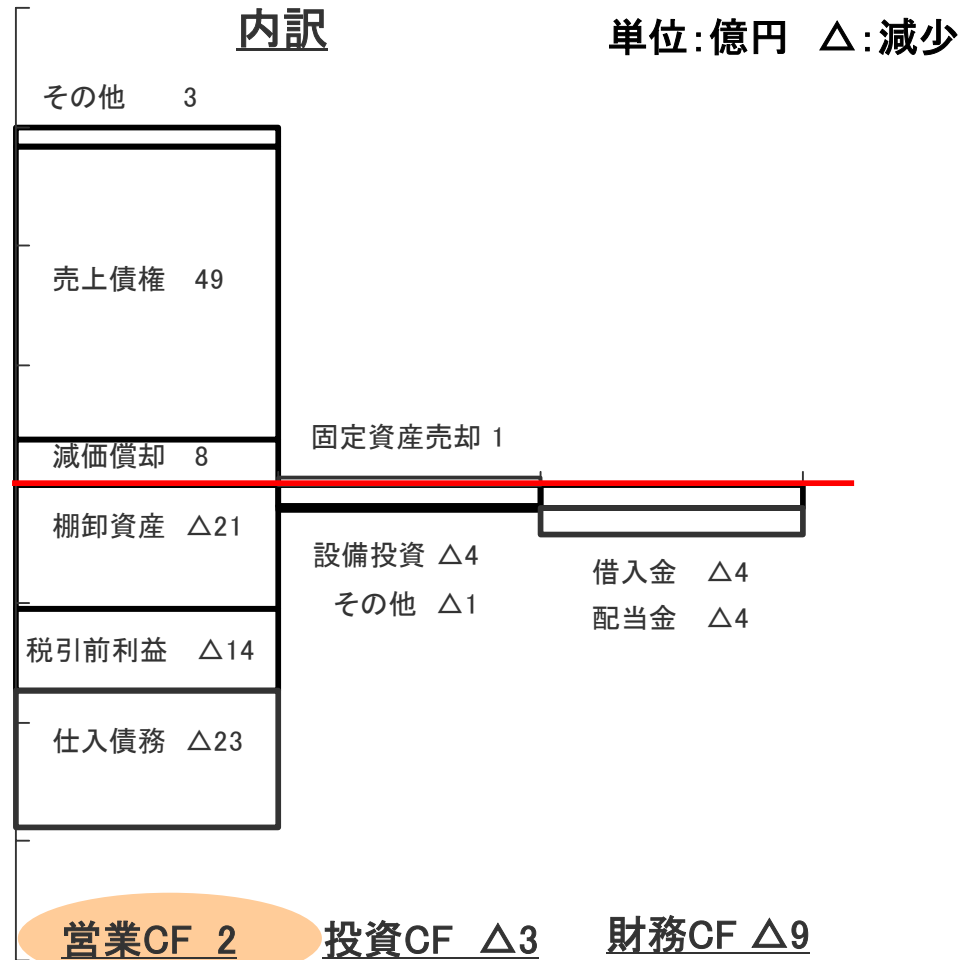 内訳
単位:億円 △:減少
その他 3
売上債権 49
減価償却 8
固定資産売却 1
棚卸資産 △21
設備投資 △4
その他 △1
借入金 △4
配当金 △4
税引前利益 △14
仕入債務 △23
営業CF 2
投資CF △3
財務CF △9